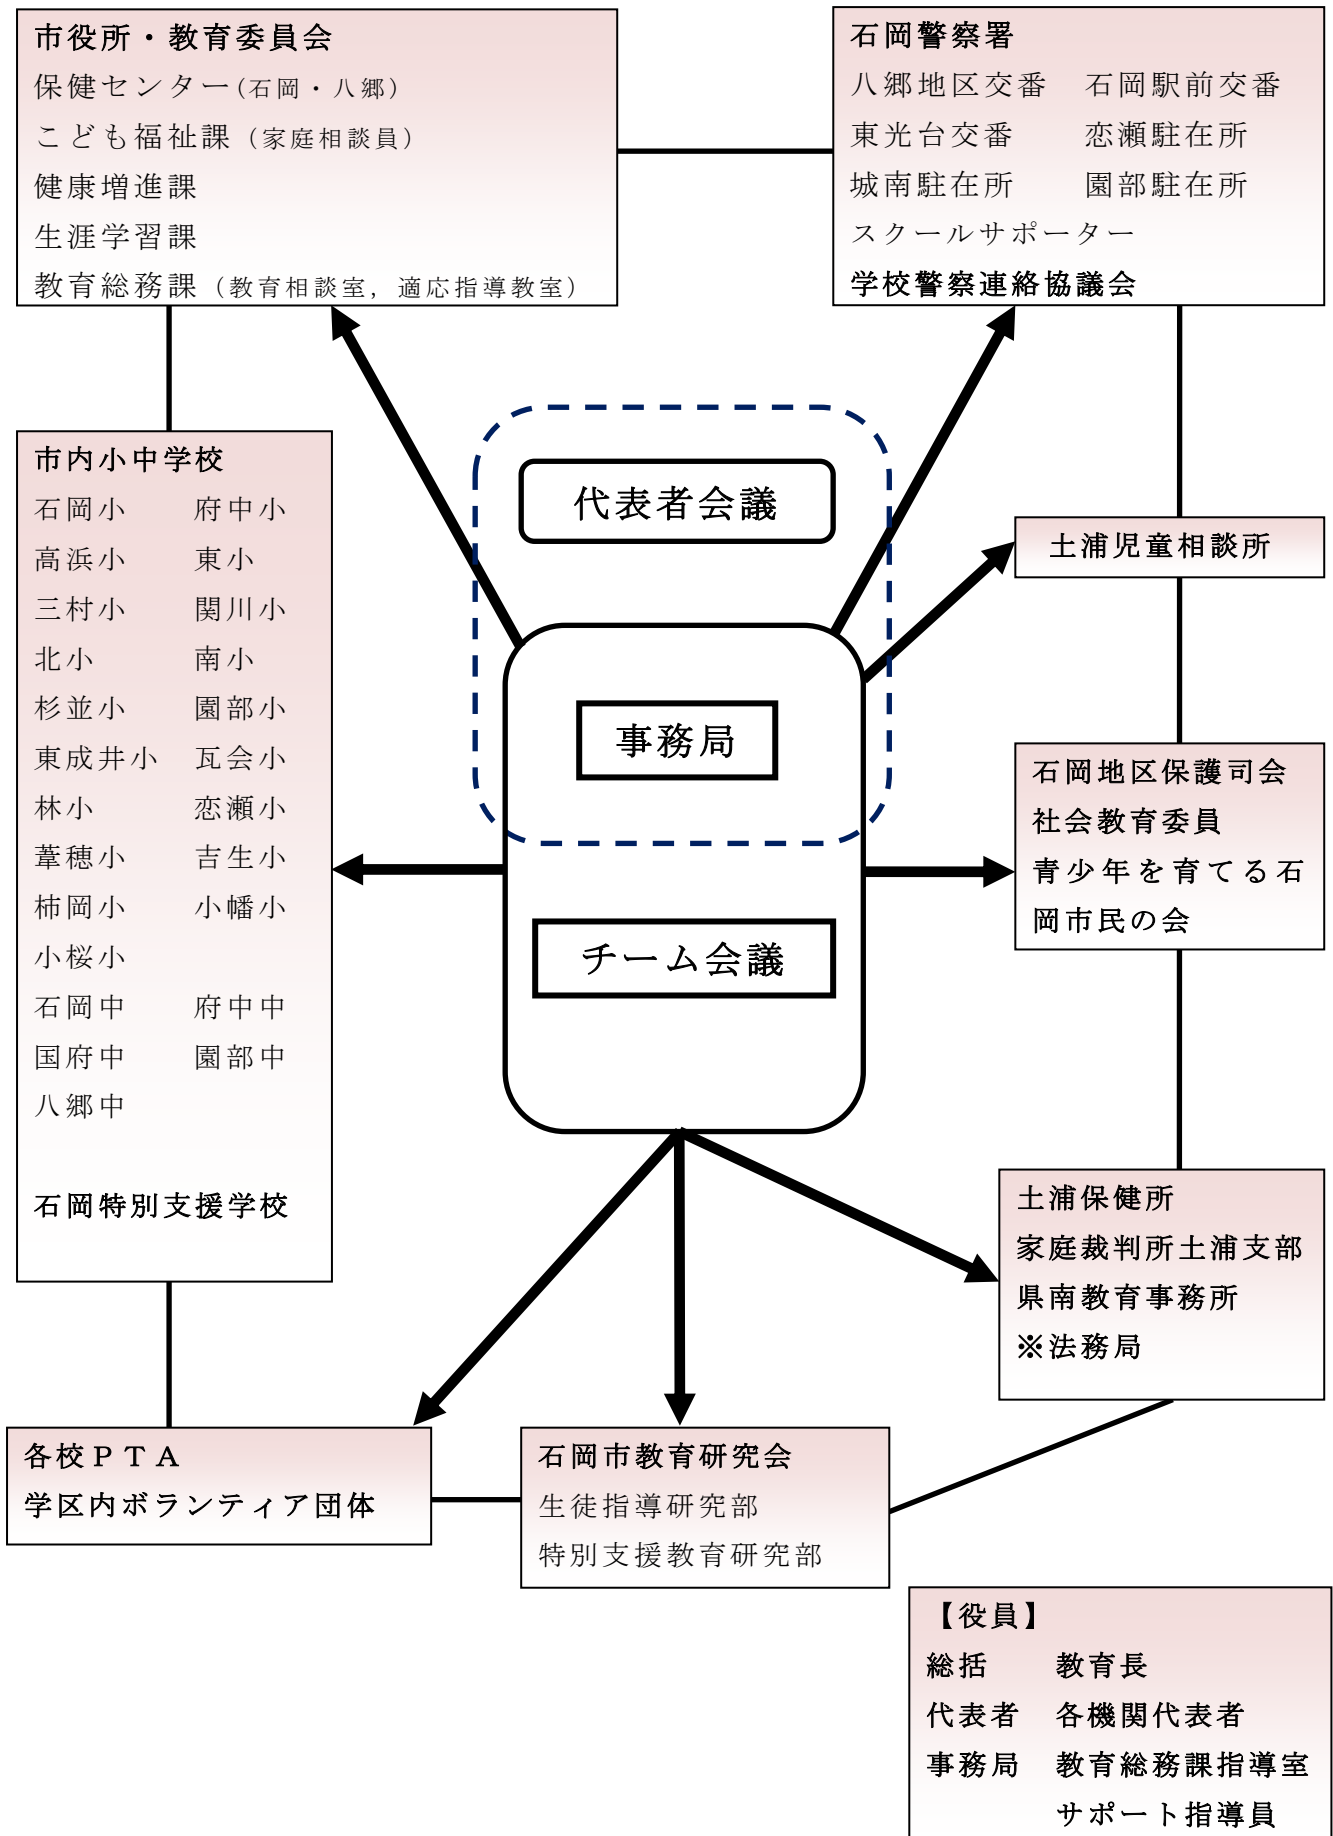 市役所・教育委員会
保健センター(石岡・八郷)
こども福祉課（家庭相談員）
健康増進課
生涯学習課
教育総務課（教育相談室，適応指導教室）
石岡警察署
八郷地区交番　石岡駅前交番
東光台交番　恋瀬駐在所
城南駐在所　園部駐在所
スクールサポーター
学校警察連絡協議会
市内小中学校
石岡小　府中小
高浜小　東小
三村小　関川小
北小　南小
杉並小　園部小
東成井小　瓦会小
林小　恋瀬小
葦穂小　吉生小
柿岡小　小幡小
小桜小
石岡中　府中中
国府中　園部中
八郷中
石岡特別支援学校
代表者会議
事務局
チーム会議
土浦児童相談所
石岡地区保護司会
社会教育委員
青少年を育てる石
岡市民の会
土浦保健所
家庭裁判所土浦支部
県南教育事務所
※法務局
各校ＰＴＡ
学区内ボランティア団体
石岡市教育研究会
生徒指導研究部
特別支援教育研究部
【役員】
総括　教育長
代表者　各機関代表者
事務局　教育総務課指導室
サポート指導員